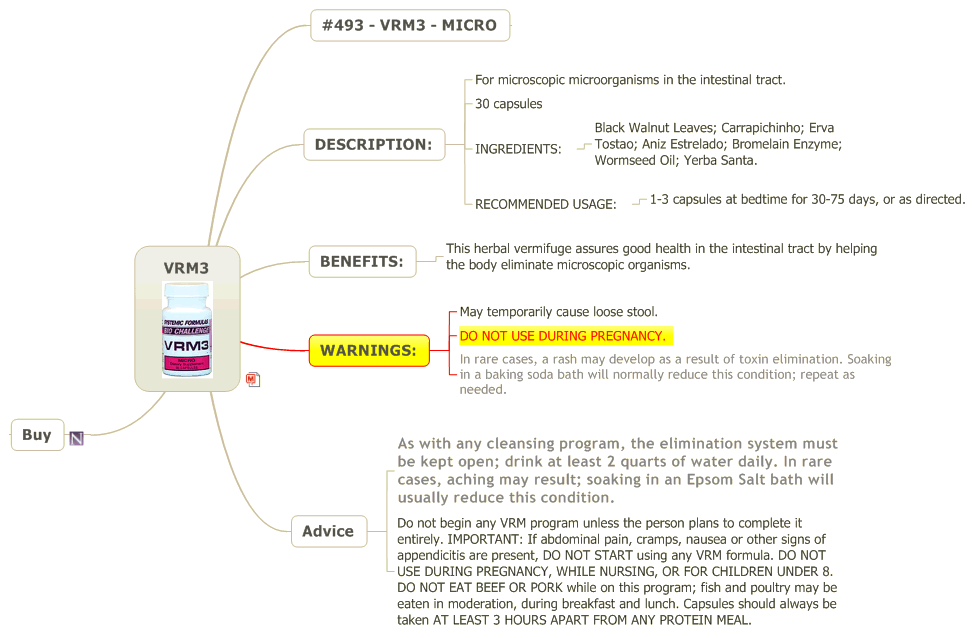 #493 - VRM3 - MICRO
For microscopic microorganisms in the intestinal tract.
30 capsules
DESCRIPTION:
INGREDIENTS:
Black Walnut Leaves; Carrapichinho; Erva
Tostao; Aniz Estrelado; Bromelain Enzyme;
Wormseed Oil; Yerba Santa.
RECOMMENDED USAGE:
1-3 capsules at bedtime for 30-75 days, or as directed.
VRM3
SYSTEMIC FORMULAS
BIO CHALLENGE
VRM3
BENEFITS:
This herbal vermifuge assures good health in the intestinal tract by helping
the body eliminate microscopic organisms.
WARNINGS:
May temporarily cause loose stool.
DO NOT USE DURING PREGNANCY.
In rare cases, a rash may develop as a result of toxin elimination. Soaking
in a baking soda bath will normally reduce this condition; repeat as
needed.
Buy
N
M
Advice
As with any cleansing program, the elimination system must
be kept open; drink at least 2 quarts of water daily. In rare
cases, aching may result; soaking in an Epsom Salt bath will
usually reduce this condition.
Do not begin any VRM program unless the person plans to complete it
entirely. IMPORTANT: If abdominal pain, cramps, nausea or other signs of
appendicitis are present, DO NOT START using any VRM formula. DO NOT
USE DURING PREGNANCY, WHILE NURSING, OR FOR CHILDREN UNDER 8.
DO NOT EAT BEEF OR PORK while on this program; fish and poultry may be
eaten in moderation, during breakfast and lunch. Capsules should always be
taken AT LEAST 3 HOURS APART FROM ANY PROTEIN MEAL.